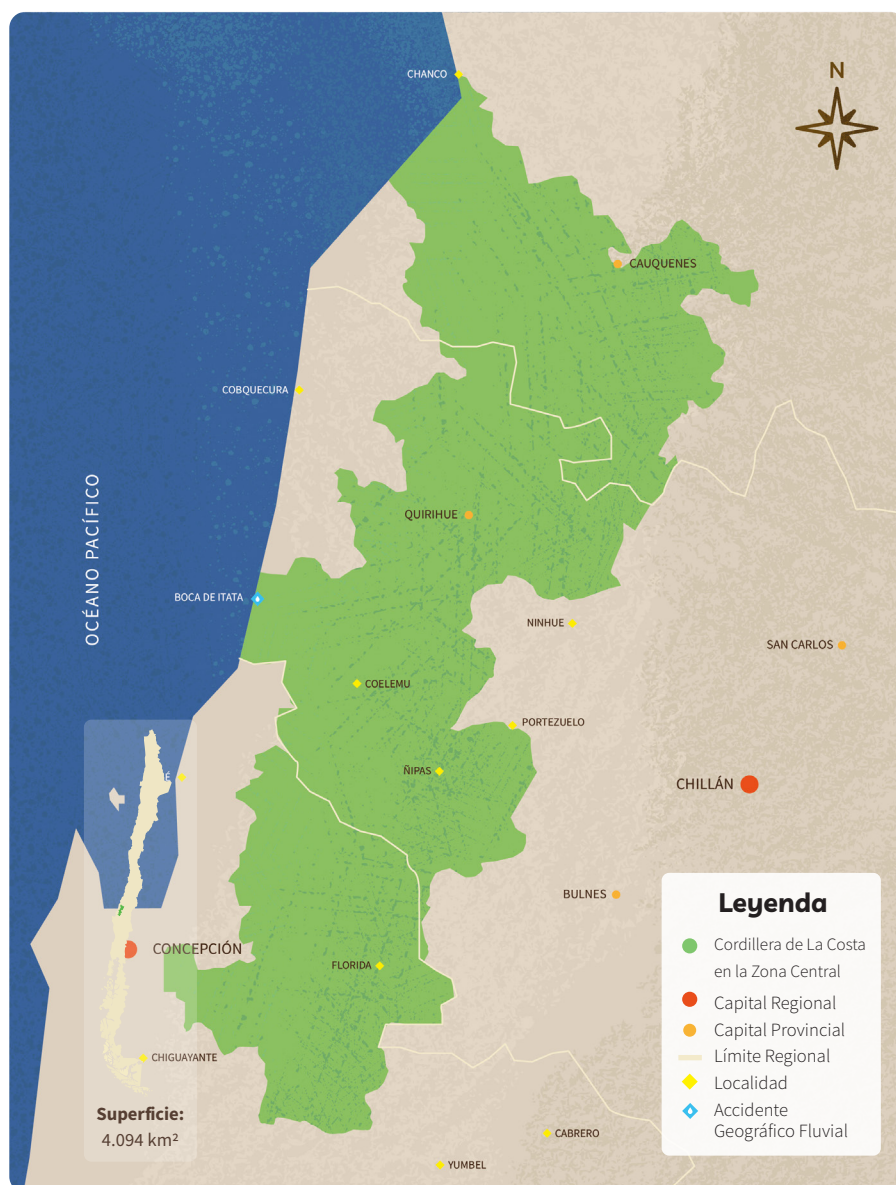 N
CHANCO
CAUQUENES
COBQUECURA
OCÉANO PACÍFICO
QUIRIHUE
BOCA DE ITATA
NINHUE
SAN CARLOS
COELEMU
PORTEZUELO
ÑIPAS
CHILLÁN
BULNES
CONCEPCIÓN
FLORIDA
CHIGUAYANTE
CABRERO
YUMBEL
Superficie:
4.094 km²
Leyenda
Cordillera de La Costa
en la Zona Central
Capital Regional
Capital Provincial
Límite Regional
Localidad
Accidente
Geográfico Fluvial